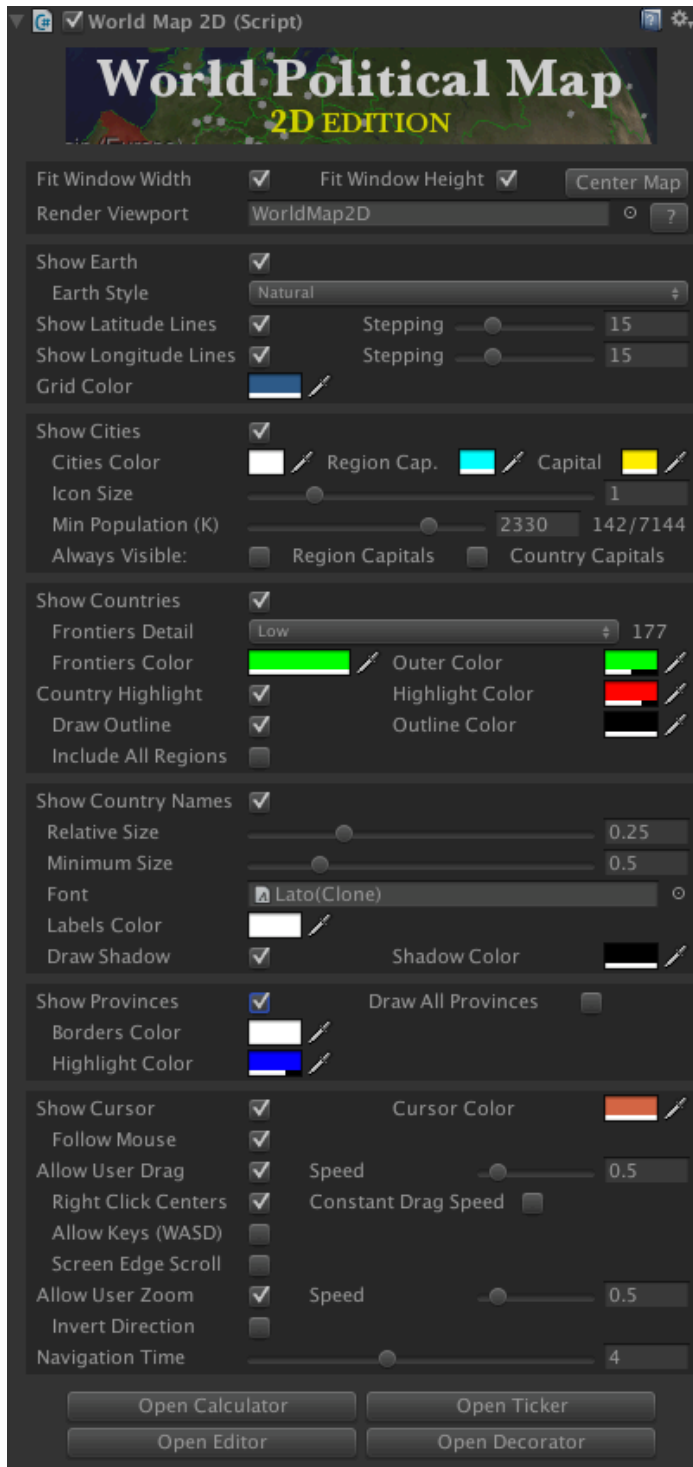 World Map 2D (Script)
World Political Map
2D EDITION
Fit Window Width Fit Window Height Center Map
Render Viewport WorldMap2D ?
Show Earth
Earth Style Natural
Show Latitude Lines Stepping 15
Show Longitude Lines Stepping 15
Grid Color
Show Cities
Cities Color Region Cap. Capital
Icon Size 1
Min Population (K) 2330 142/7144
Always Visible: Region Capitals Country Capitals
Show Countries
Frontiers Detail Low 177
Frontiers Color Outer Color
Country Highlight Highlight Color
Draw Outline Outline Color
Include All Regions
Show Country Names
Relative Size 0.25
Minimum Size 0.5
Font Lato(Clone)
Labels Color
Draw Shadow Shadow Color
Show Provinces Draw All Provinces
Borders Color
Highlight Color
Show Cursor Cursor Color
Follow Mouse
Allow User Drag Speed 0.5
Right Click Centers Constant Drag Speed
Allow Keys (WASD)
Screen Edge Scroll
Allow User Zoom Speed 0.5
Invert Direction
Navigation Time 4
Open Calculator Open Ticker
Open Editor Open Decorator